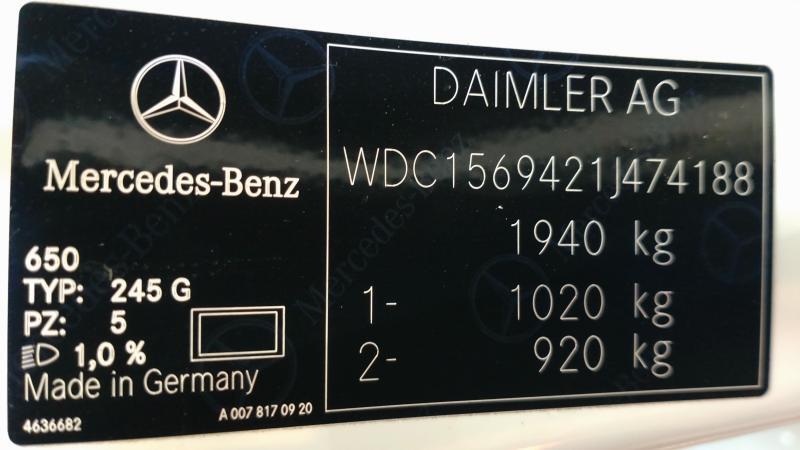 Mercedes-Benz
650
TYP: 245 G
PZ: 5
1,0 %
Made in Germany
4636682
A 007 817 09 20
DAIMLER AG
WDC1569421J474188
1940 kg
1- 1020 kg
2- 920 kg